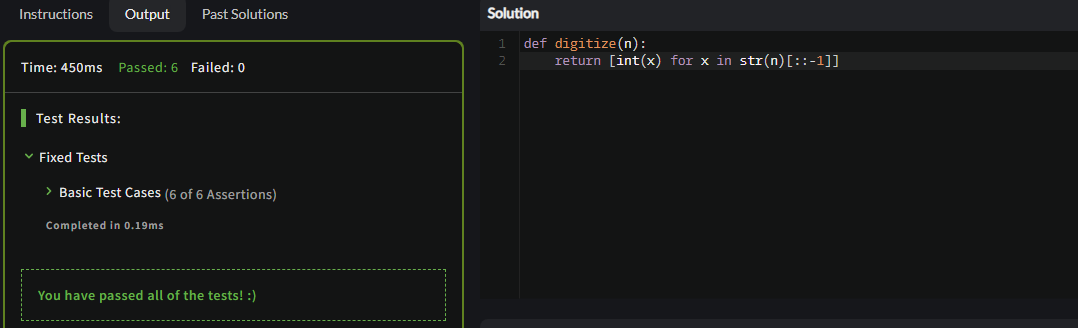 Instructions Output Past Solutions
Time: 450ms Passed: 6 Failed: 0
Test Results:
Fixed Tests
Basic Test Cases (6 of 6 Assertions)
Completed in 0.19ms
You have passed all of the tests! :)
Solution
1 def digitize(n):
2     return [int(x) for x in str(n)[::-1]]